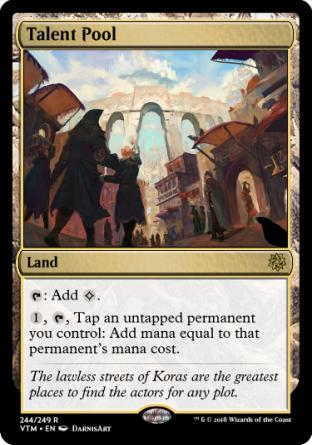 Talent Pool
Land
: Add .
1, , Tap an untapped permanent
you control: Add mana equal to that
permanent's mana cost.
The lawless streets of Koras are the greatest
places to find the actors for any plot.
244/249 R
VTM • EN DarnisArt
™ & © 2018 Wizards of the Coast